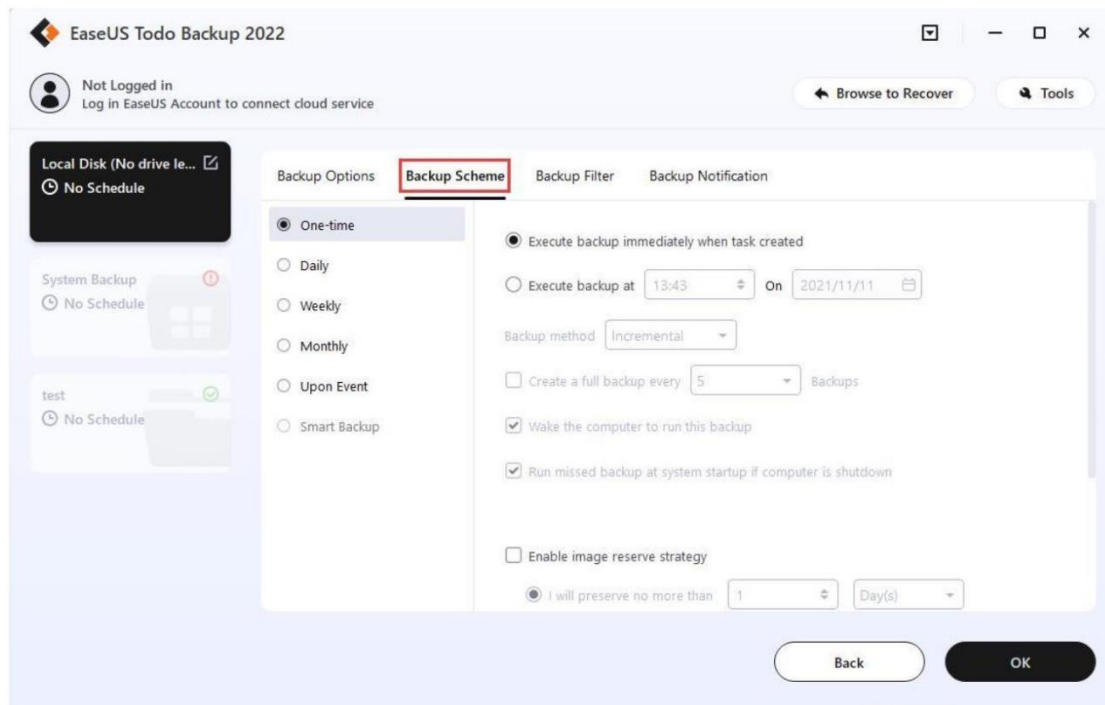 EaseUS Todo Backup 2022
Not Logged in
Log in EaseUS Account to connect cloud service
Browse to Recover
Tools
Local Disk (No drive le...
No Schedule
System Backup
No Schedule
test
No Schedule
Backup Options
Backup Scheme
Backup Filter
Backup Notification
One-time
Daily
Weekly
Monthly
Upon Event
Smart Backup
Execute backup immediately when task created
Execute backup at 13:43 On 2021/11/11
Backup method Incremental
Create a full backup every 5 Backups
Wake the computer to run this backup
Run missed backup at system startup if computer is shutdown
Enable image reserve strategy
I will preserve no more than 1 Day(s)
Back
OK